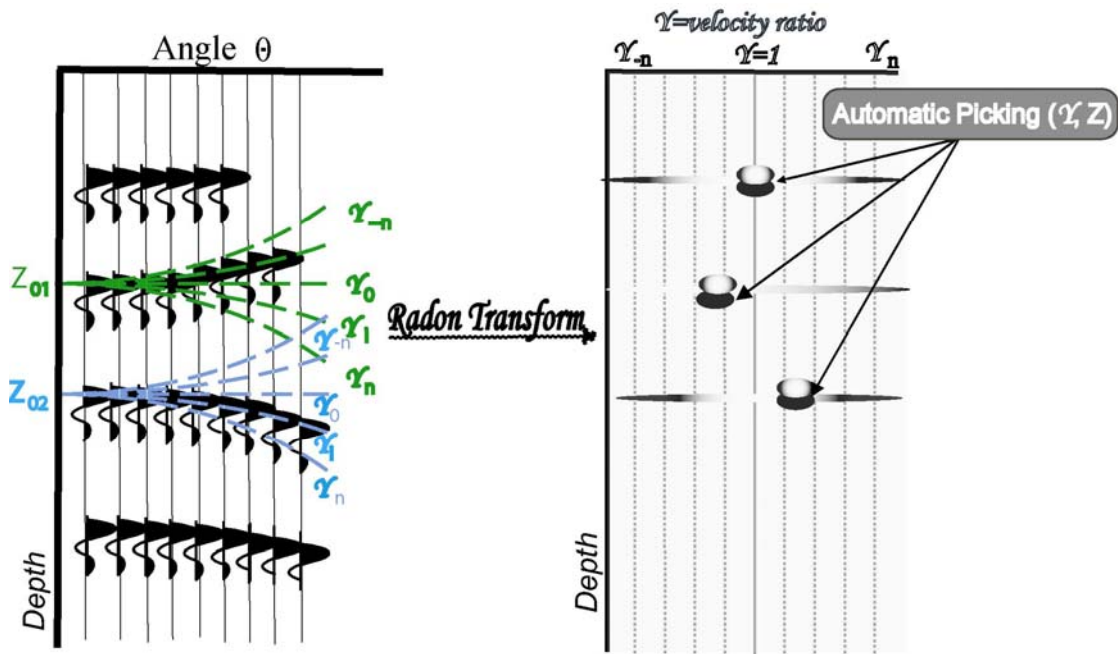 Angle θ
Z01
Z02
ϒ-n
ϒ0
ϒ1
ϒn
ϒ-n
ϒ0
ϒ1
ϒn
Depth
Radon Transform
ϒ=velocity ratio
ϒ-n
ϒ=1
ϒn
Automatic Picking (ϒ, Z)
Depth